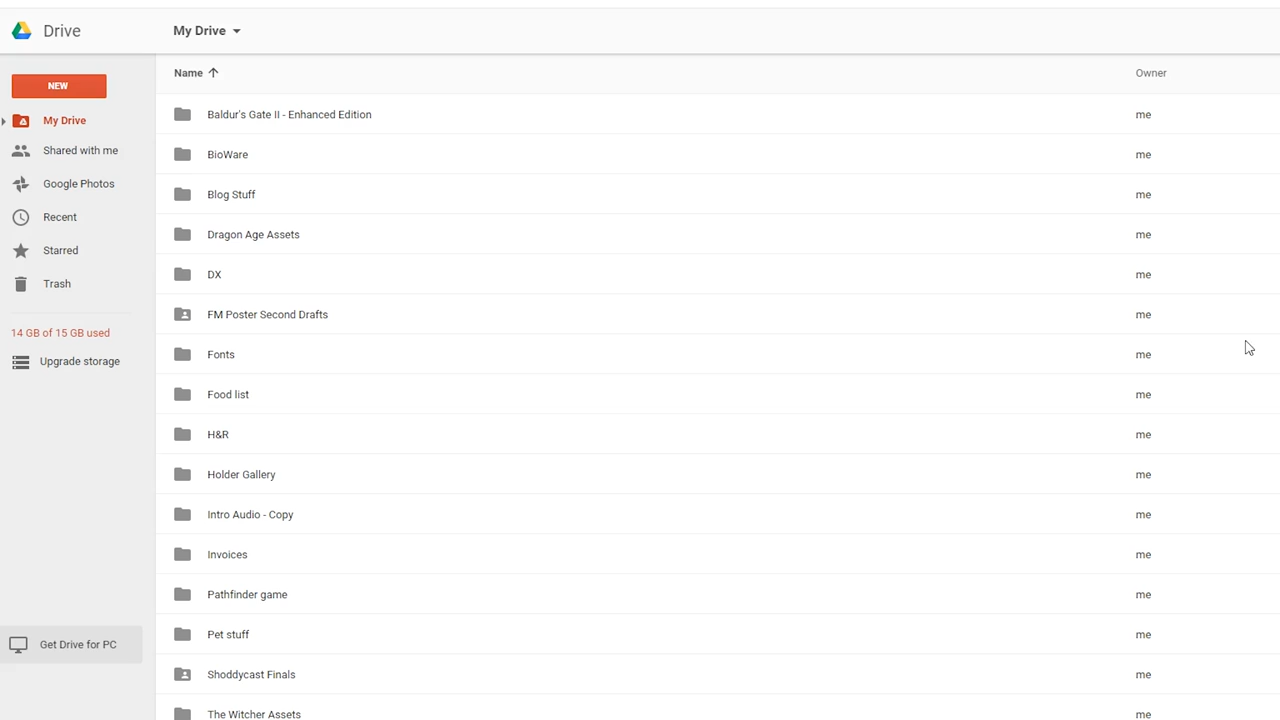 Drive
My Drive
Name
Owner
NEW
My Drive
Shared with me
Google Photos
Recent
Starred
Trash
14 GB of 15 GB used
Upgrade storage
Get Drive for PC
Baldur's Gate II - Enhanced Edition me
BioWare me
Blog Stuff me
Dragon Age Assets me
DX me
FM Poster Second Drafts me
Fonts me
Food list me
H&R me
Holder Gallery me
Intro Audio - Copy me
Invoices me
Pathfinder game me
Pet stuff me
Shoddycast Finals me
The Witcher Assets me